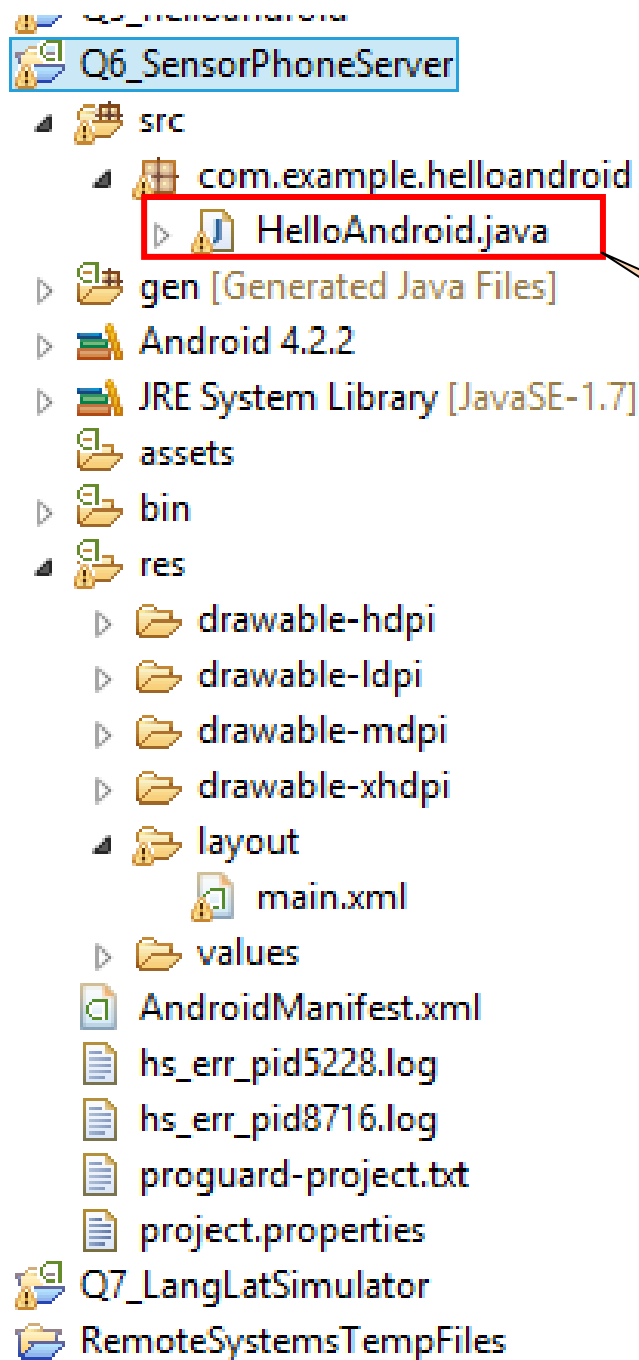 Q6_SensorPhoneServer
src
com.example.helloandroid
HelloAndroid.java
gen [Generated Java Files]
Android 4.2.2
JRE System Library [JavaSE-1.7]
assets
bin
res
drawable-hdpi
drawable-ldpi
drawable-mdpi
drawable-xhdpi
layout
main.xml
values
AndroidManifest.xml
hs_err_pid5228.log
hs_err_pid8716.log
proguard-project.txt
project.properties
Q7_LangLatSimulator
RemoteSystemsTempFiles